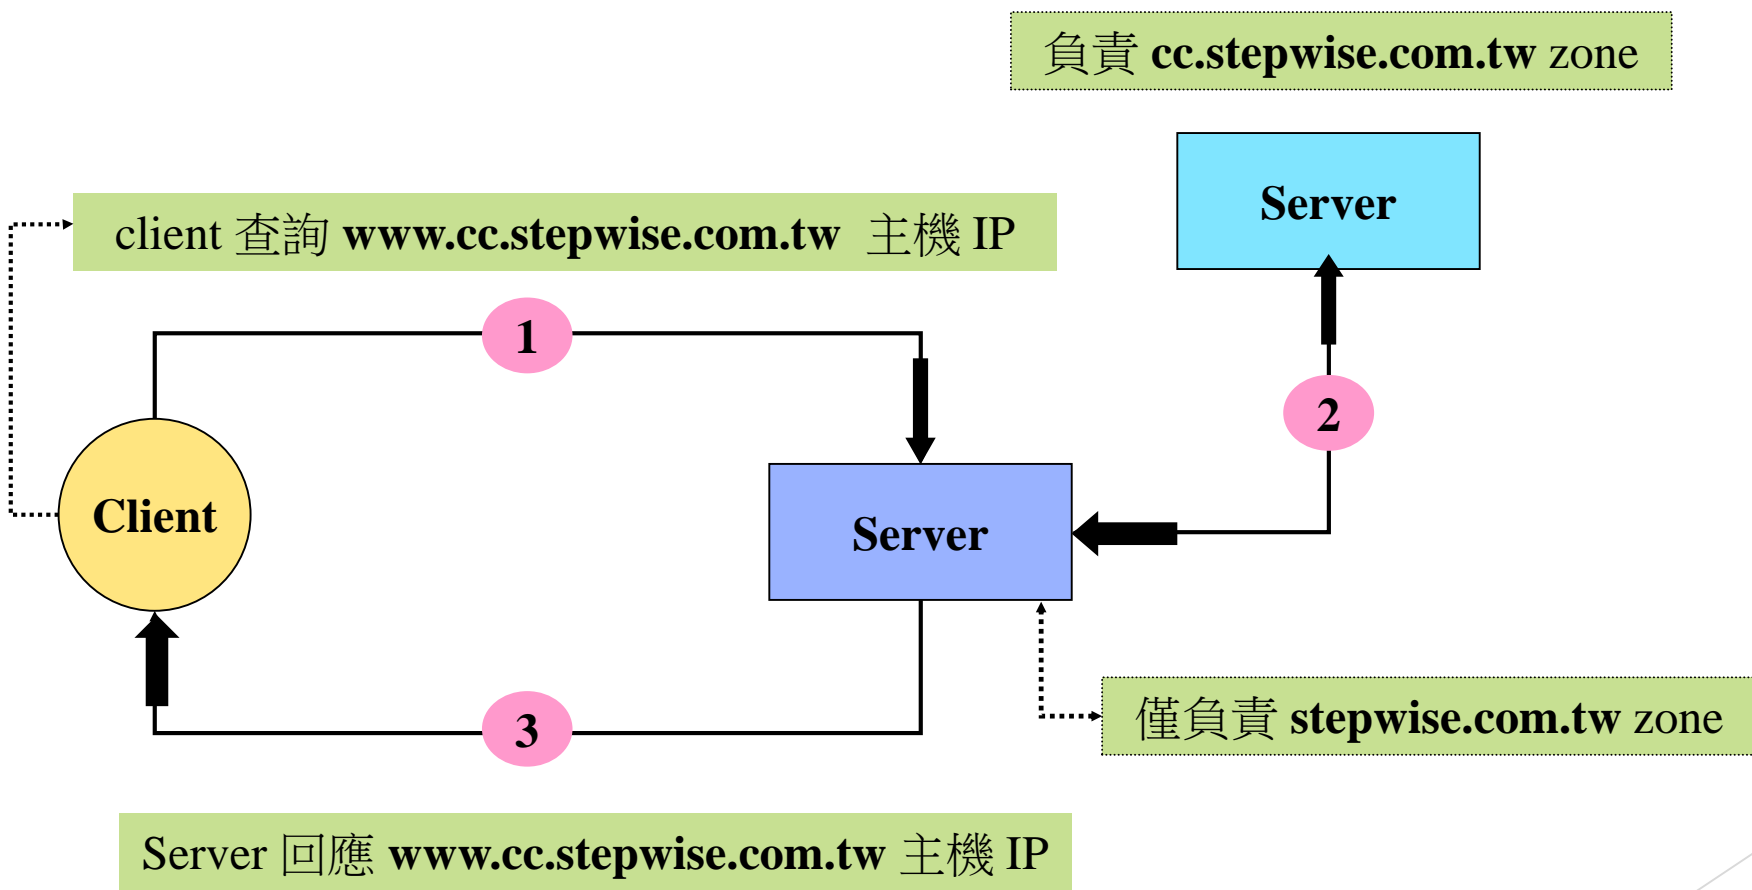 負責 cc.stepwise.com.tw zone
Server
client 查詢 www.cc.stepwise.com.tw 主機 IP
1
2
Client
Server
僅負責 stepwise.com.tw zone
3
Server 回應 www.cc.stepwise.com.tw 主機 IP